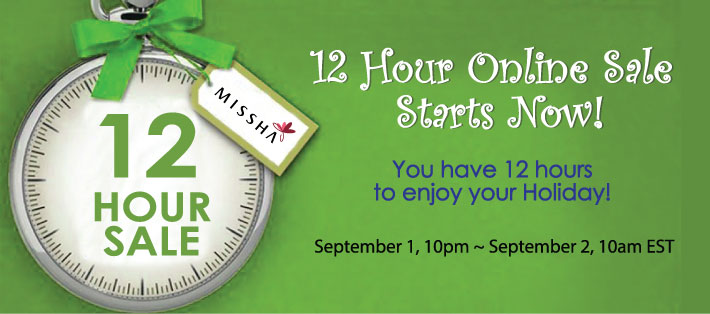 12
HOUR
SALE
MISSHA
12 Hour Online Sale
Starts Now!
You have 12 hours
to enjoy your Holiday!
September 1, 10pm ~ September 2, 10am EST